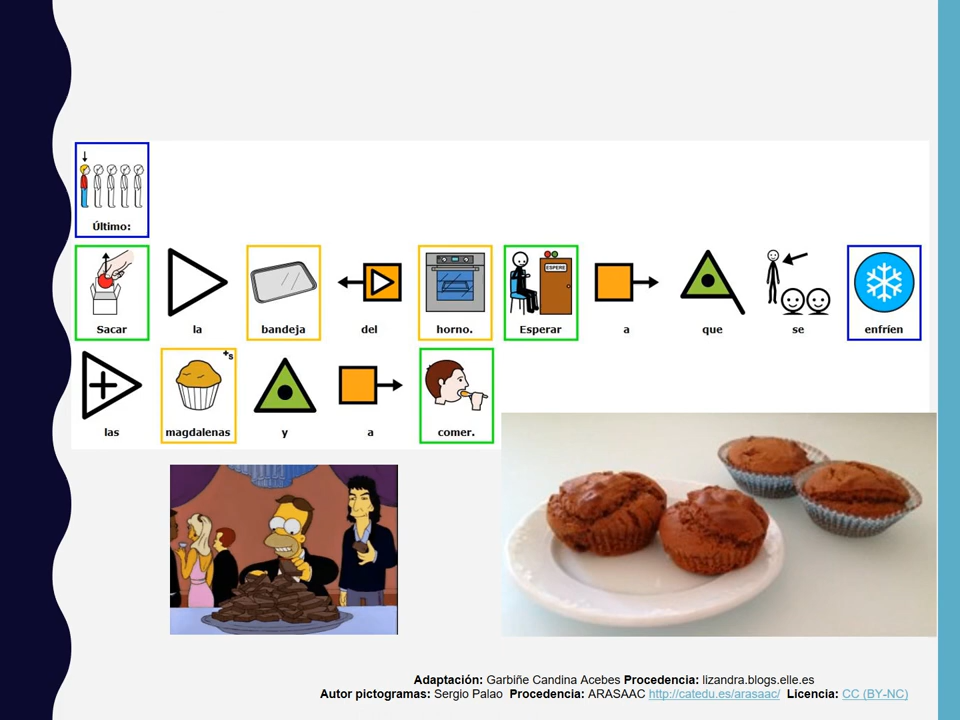 Último:
Sacar la bandeja del horno. Esperar a que se enfríen
ESPERE
+s
las magdalenas y a comer.
Adaptación: Garbiñe Candina Acebes Procedencia: lizandra.blogs.elle.es
Autor pictogramas: Sergio Palao Procedencia: ARASAAC http://catedu.es/arasaac/ Licencia: CC (BY-NC)